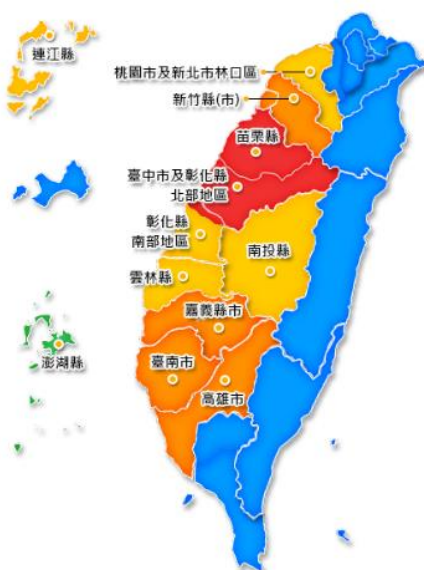 連江縣
桃園市及新北市林口區
新竹縣(市)
苗栗縣
臺中市及彰化縣
北部地區
彰化縣
南部地區
南投縣
雲林縣
嘉義縣市
澎湖縣
臺南市
高雄市